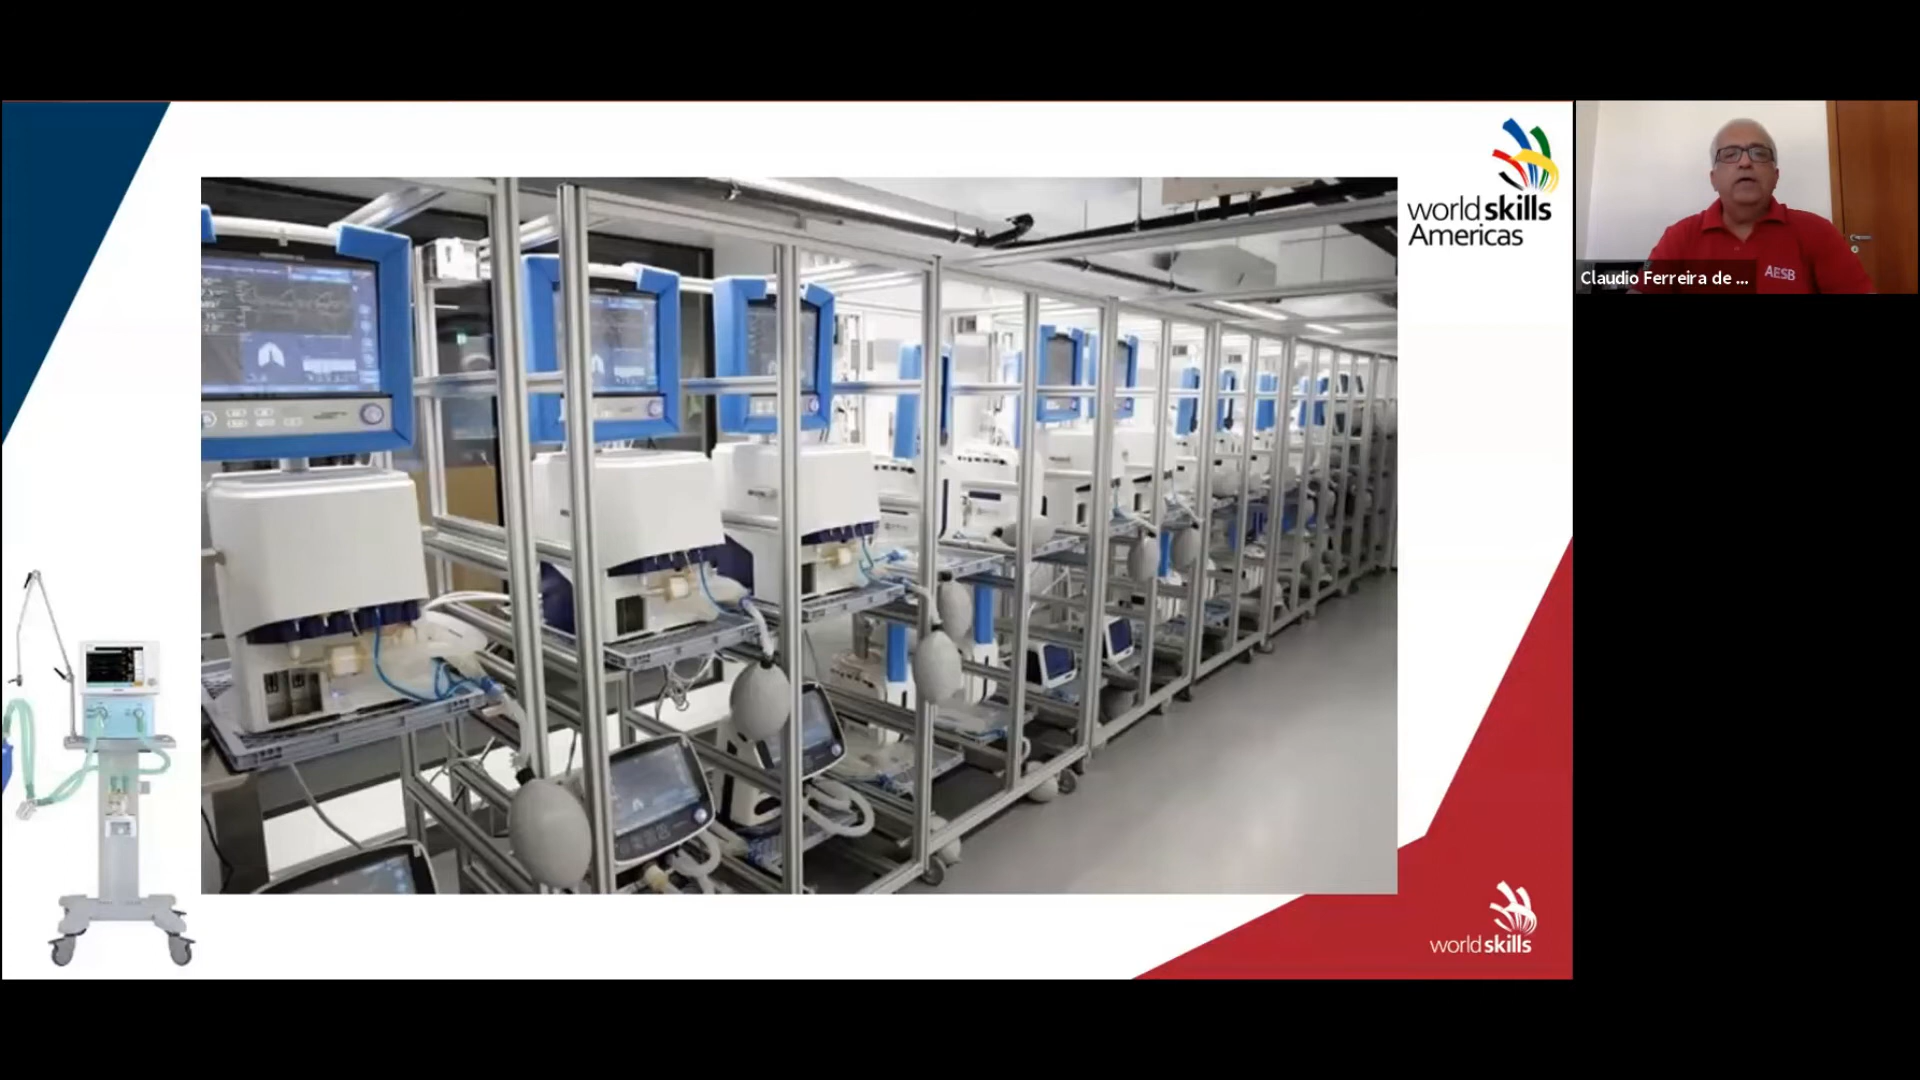 worldskills
Americas
AESB
Claudio Ferreira de ...
worldskills